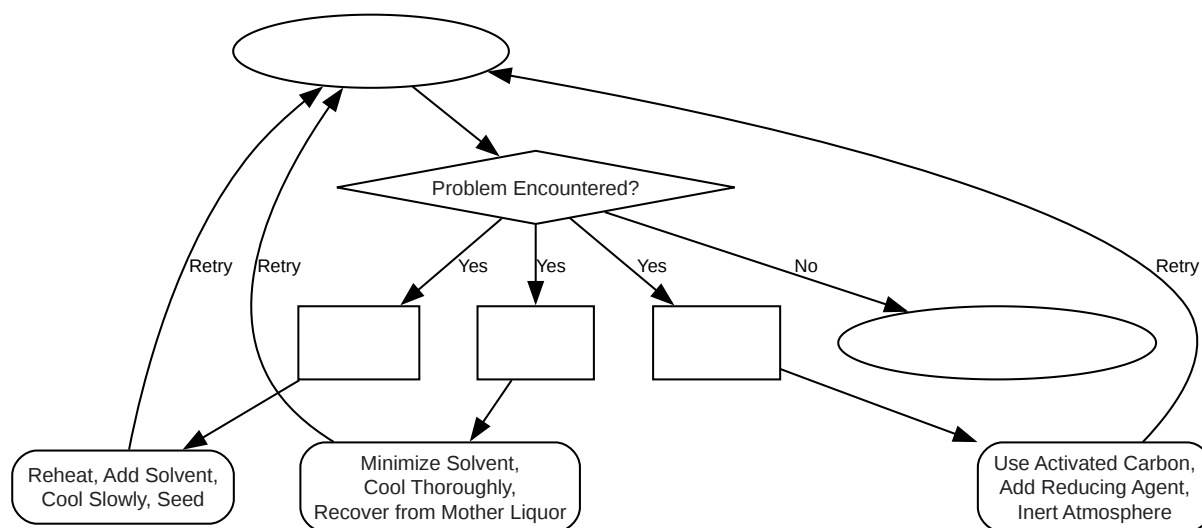 Problem Encountered?
Retry
Retry
Yes
Yes
Yes
No
Retry
Reheat, Add Solvent,
Cool Slowly, Seed
Minimize Solvent,
Cool Thoroughly,
Recover from Mother Liquor
Use Activated Carbon,
Add Reducing Agent,
Inert Atmosphere